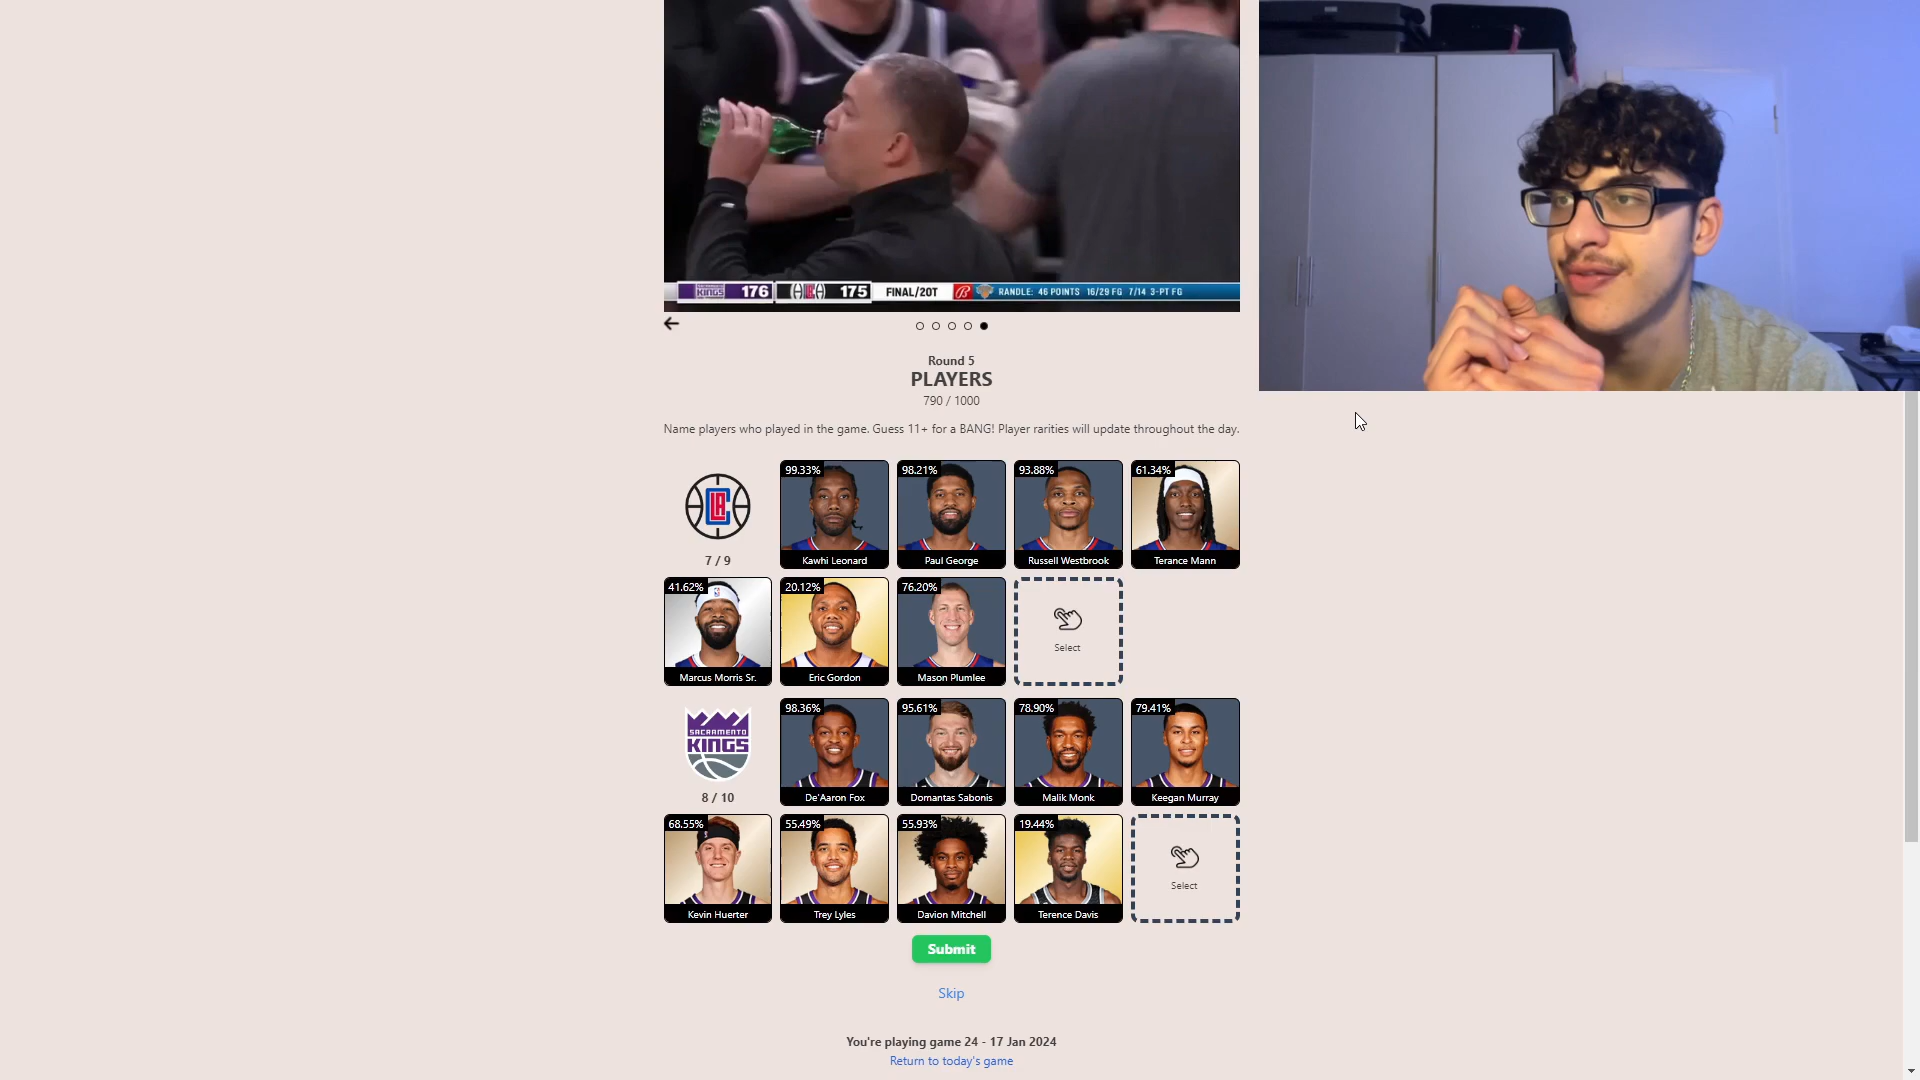 KINGS 176 LA 175 FINAL/2OT B RANDLE: 46 POINTS 16/29 FG 7/14 3-PT FG
Round 5
PLAYERS
790 / 1000
Name players who played in the game. Guess 11+ for a BANG! Player rarities will update throughout the day.
LA
7 / 9
99.33%
Kawhi Leonard
98.21%
Paul George
93.88%
Russell Westbrook
61.34%
Terance Mann
41.62%
Marcus Morris Sr.
20.12%
Eric Gordon
76.20%
Mason Plumlee
Select
SACRAMENTO
KINGS
8 / 10
98.36%
De'Aaron Fox
95.61%
Domantas Sabonis
78.90%
Malik Monk
79.41%
Keegan Murray
68.55%
Kevin Huerter
55.49%
Trey Lyles
55.93%
Davion Mitchell
19.44%
Terence Davis
Select
Submit
Skip
You're playing game 24 - 17 Jan 2024
Return to today's game